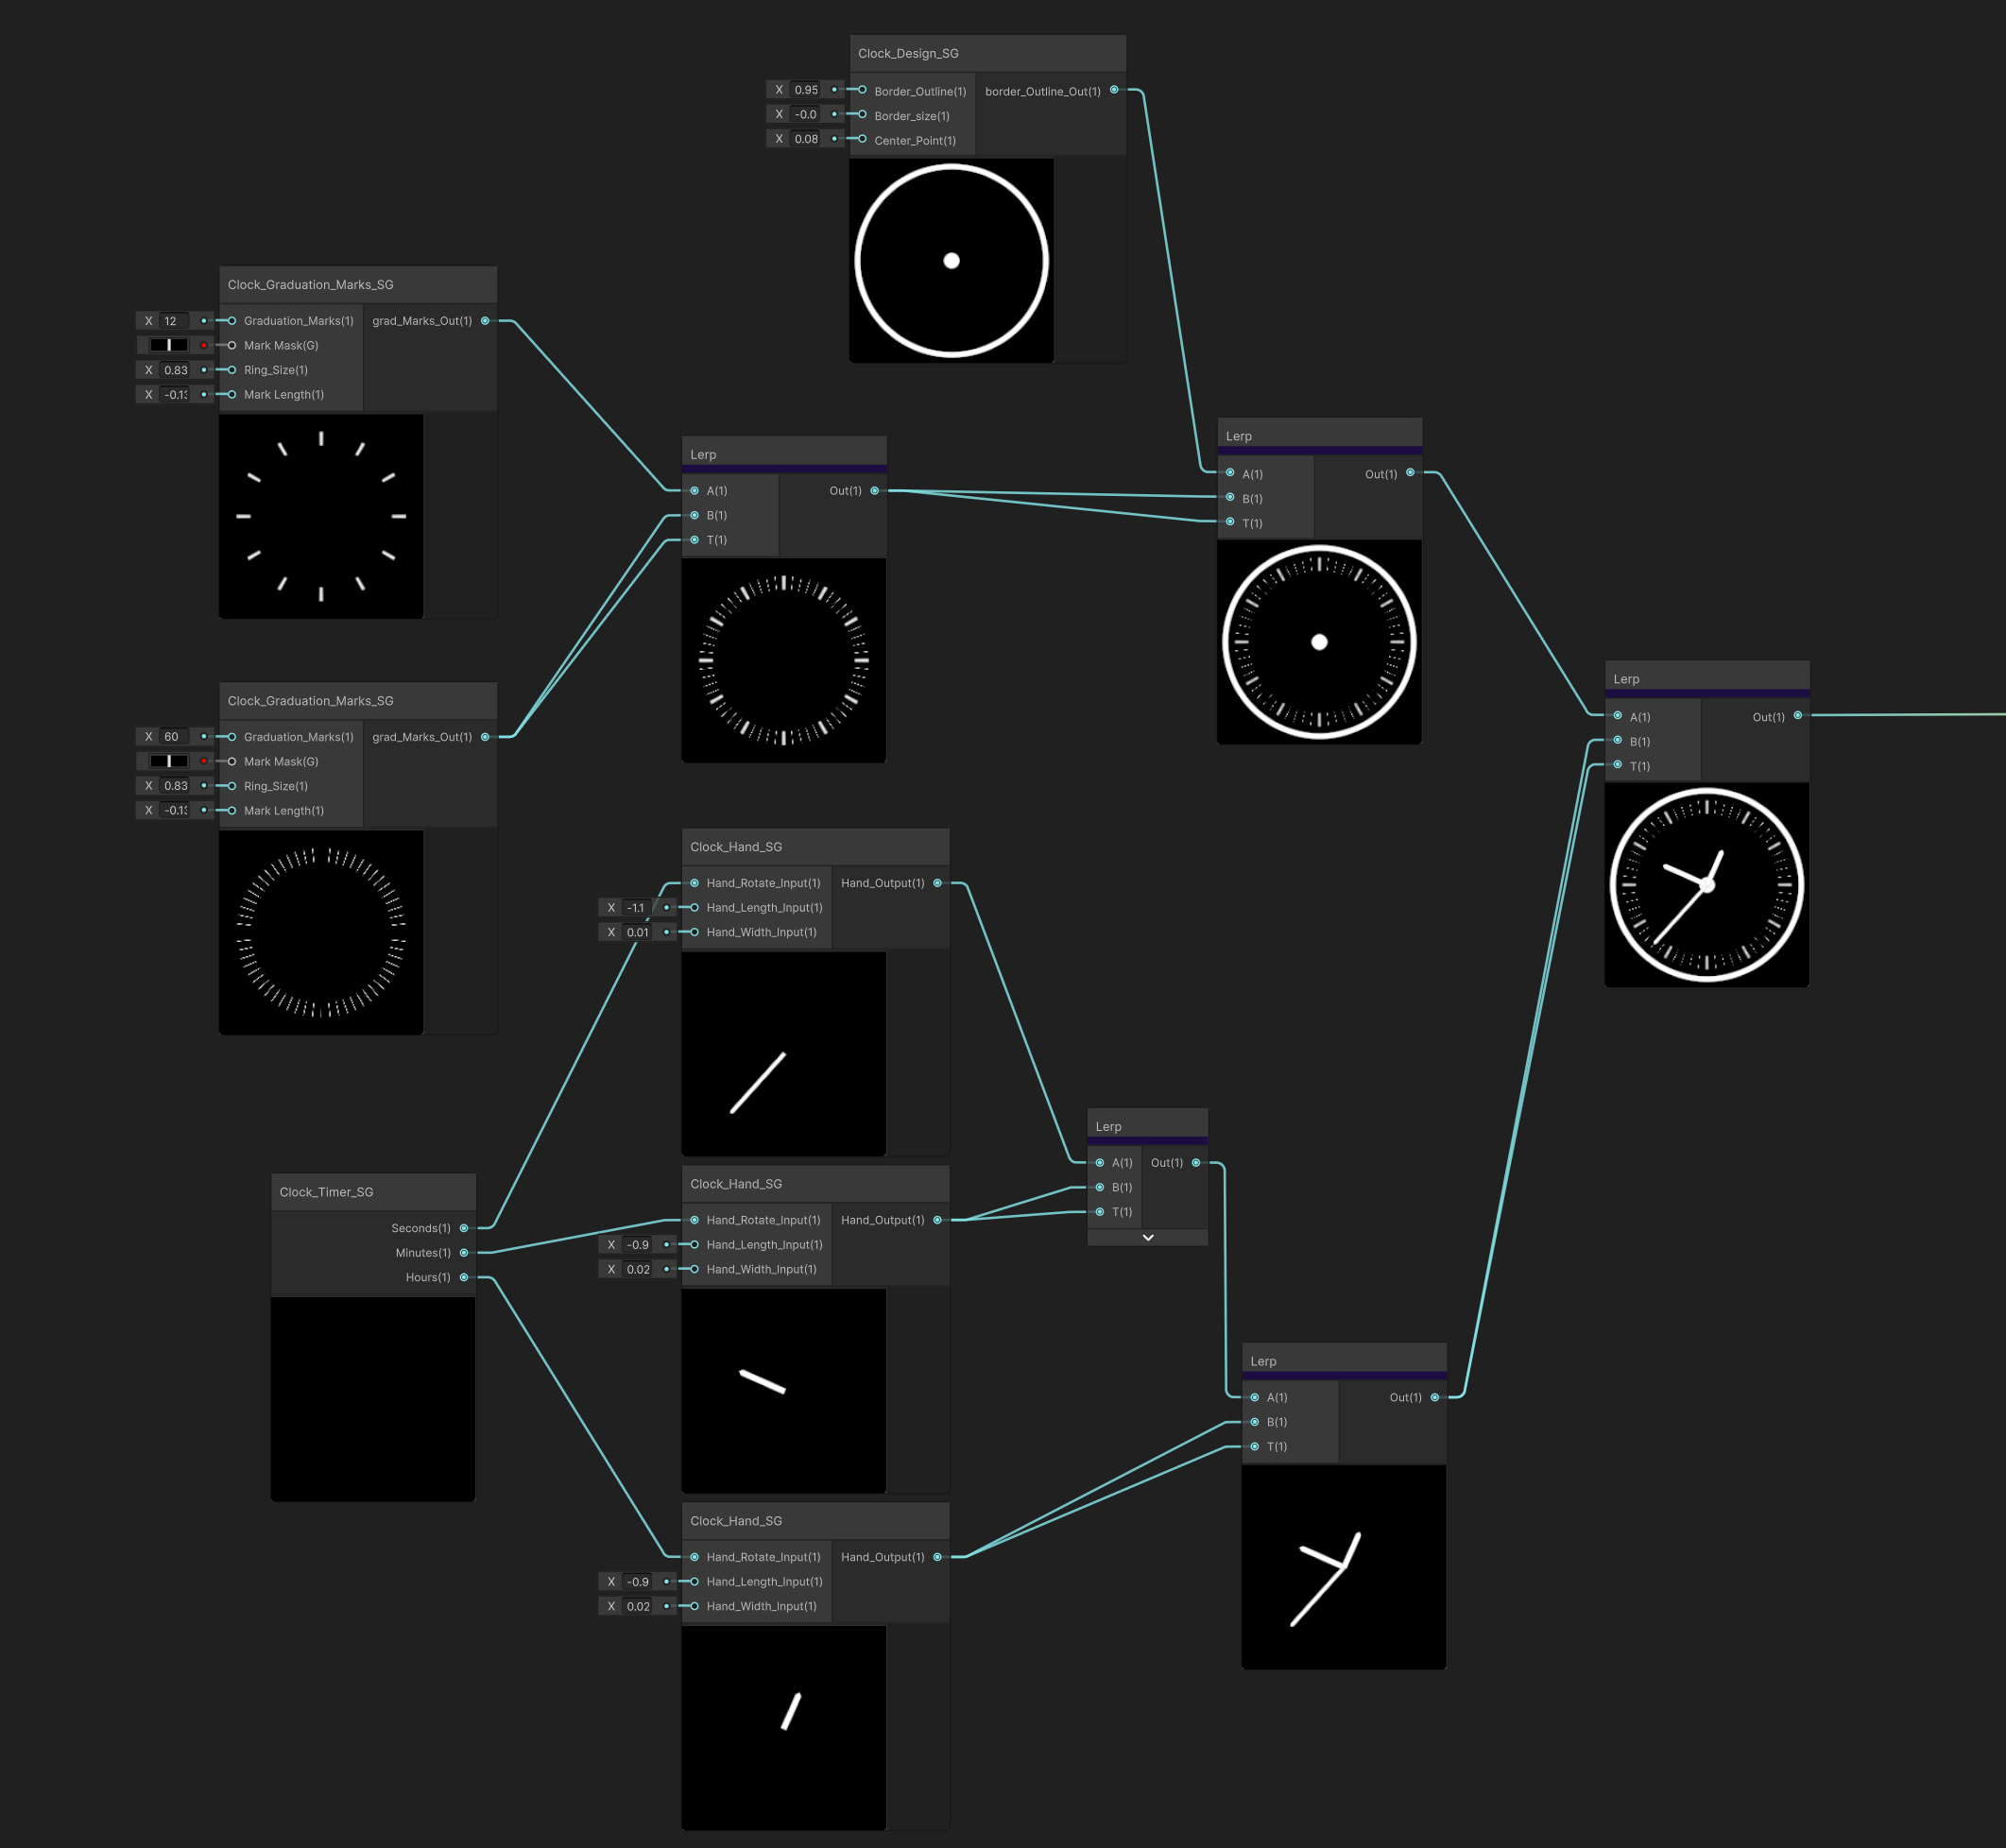 Clock_Design_SG
X 0.95 Border_Outline(1) border_Outline_Out(1)
X -0.0 Border_size(1)
X 0.08 Center_Point(1)
Clock_Graduation_Marks_SG
X 12 Graduation_Marks(1) grad_Marks_Out(1)
Mark Mask(G)
X 0.83 Ring_Size(1)
X Mark Length(1)
Lerp
A(1) Out(1)
B(1)
T(1)
Lerp
A(1) Out(1)
B(1)
T(1)
Clock_Graduation_Marks_SG
X 60 Graduation_Marks(1) grad_Marks_Out(1)
Mark Mask(G)
X 0.83 Ring_Size(1)
X Mark Length(1)
Lerp
A(1) Out(1)
B(1)
T(1)
Clock_Hand_SG
Hand_Rotate_Input(1) Hand_Output(1)
X -1.1 Hand_Length_Input(1)
X 0.01 Hand_Width_Input(1)
Clock_Timer_SG
Seconds(1)
Minutes(1)
Hours(1)
Clock_Hand_SG
Hand_Rotate_Input(1) Hand_Output(1)
X -0.9 Hand_Length_Input(1)
X 0.02 Hand_Width_Input(1)
Lerp
A(1) Out(1)
B(1)
T(1)
Lerp
A(1) Out(1)
B(1)
T(1)
Clock_Hand_SG
Hand_Rotate_Input(1) Hand_Output(1)
X -0.9 Hand_Length_Input(1)
X 0.02 Hand_Width_Input(1)